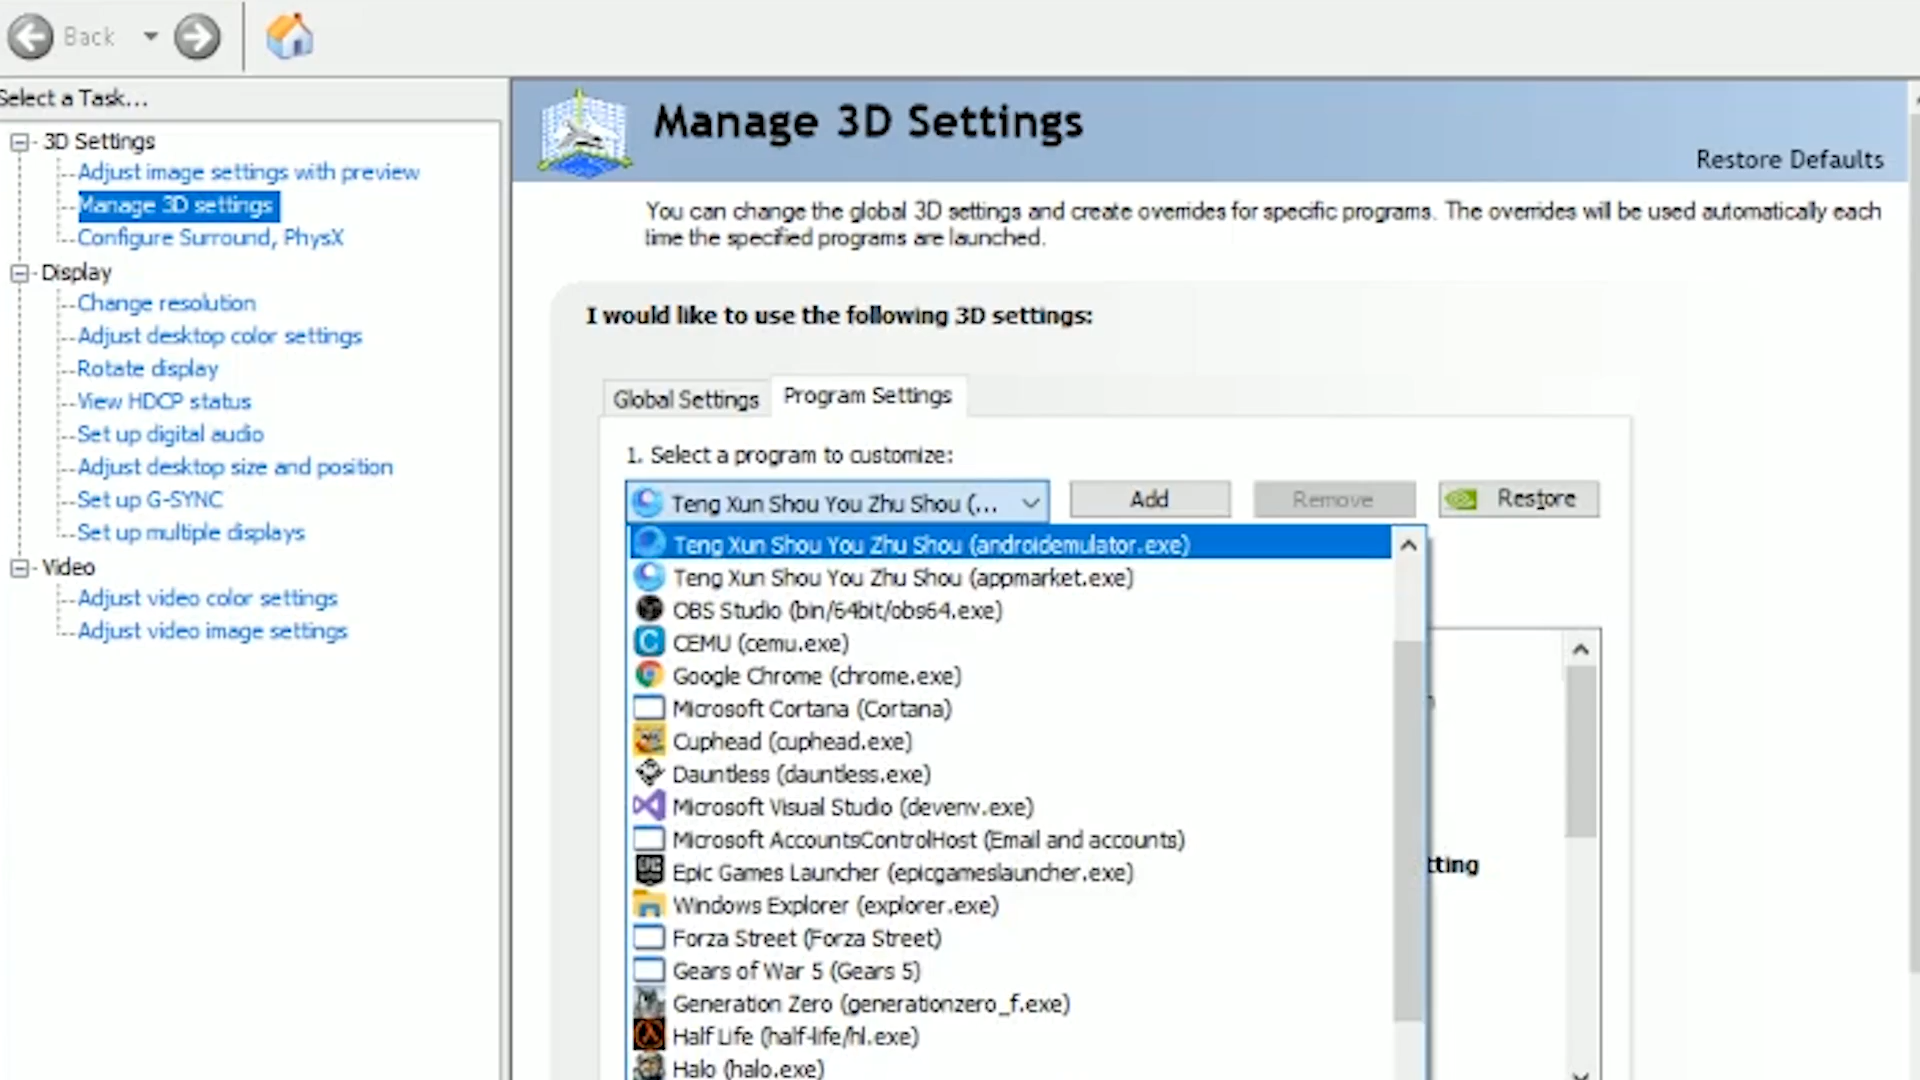 Back
Select a Task...
3D Settings
Adjust image settings with preview
Manage 3D settings
Configure Surround, PhysX
Display
Change resolution
Adjust desktop color settings
Rotate display
View HDCP status
Set up digital audio
Adjust desktop size and position
Set up G-SYNC
Set up multiple displays
Video
Adjust video color settings
Adjust video image settings
Manage 3D Settings
Restore Defaults
You can change the global 3D settings and create overrides for specific programs. The overrides will be used automatically each
time the specified programs are launched.
I would like to use the following 3D settings:
Global Settings
Program Settings
1. Select a program to customize:
Teng Xun Shou You Zhu Shou (...
Add
Remove
Restore
Teng Xun Shou You Zhu Shou (androidemulator.exe)
Teng Xun Shou You Zhu Shou (appmarket.exe)
OBS Studio (bin/64bit/obs64.exe)
CEMU (cemu.exe)
Google Chrome (chrome.exe)
Microsoft Cortana (Cortana)
Cuphead (cuphead.exe)
Dauntless (dauntless.exe)
Microsoft Visual Studio (devenv.exe)
Microsoft AccountsControlHost (Email and accounts)
Epic Games Launcher (epicgameslauncher.exe)
Windows Explorer (explorer.exe)
Forza Street (Forza Street)
Gears of War 5 (Gears 5)
Generation Zero (generationzero_f.exe)
Half Life (half-life/hl.exe)
Halo (halo.exe)
tting